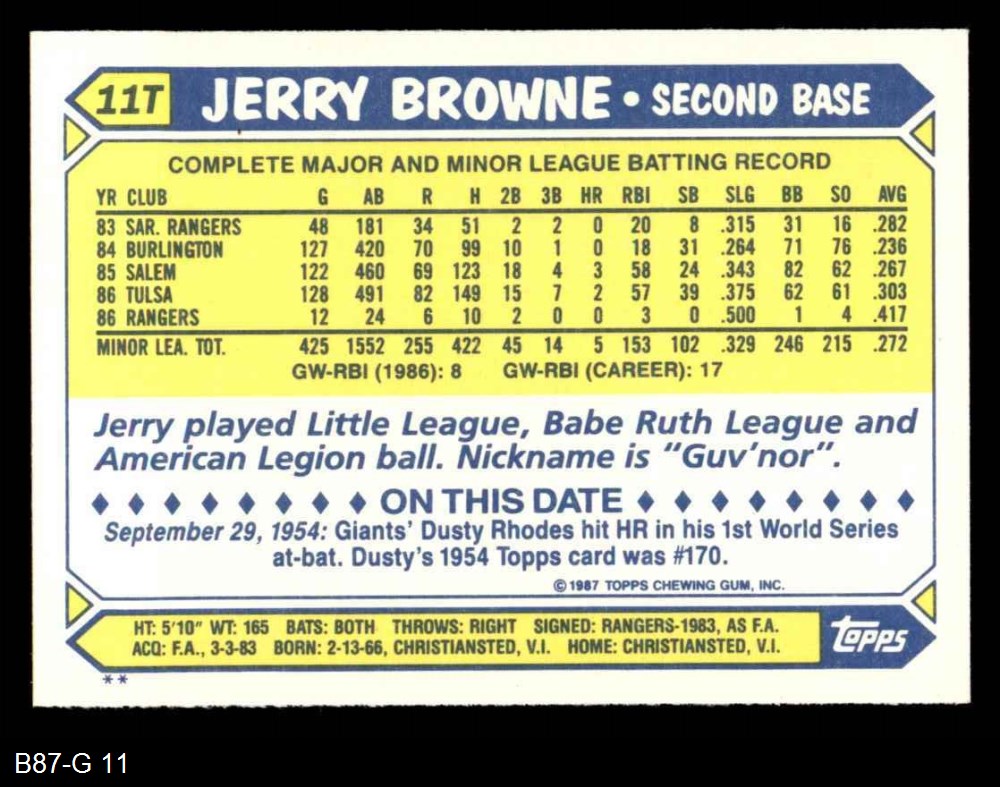 11T JERRY BROWNE • SECOND BASE
COMPLETE MAJOR AND MINOR LEAGUE BATTING RECORD
YR CLUB G AB R H 2B 3B HR RBI SB SLG BB SO AVG
83 SAR. RANGERS 48 181 34 51 2 2 0 20 8 .315 31 16 .282
84 BURLINGTON 127 420 70 99 10 1 0 18 31 .264 71 76 .236
85 SALEM 122 460 69 123 18 4 3 58 24 .343 82 62 .267
86 TULSA 128 491 82 149 15 7 2 57 39 .375 62 61 .303
86 RANGERS 12 24 6 10 2 0 0 3 0 .500 1 4 .417
MINOR LEA. TOT. 425 1552 255 422 45 14 5 153 102 .329 246 215 .272
GW-RBI (1986): 8 GW-RBI (CAREER): 17
Jerry played Little League, Babe Ruth League and
American Legion ball. Nickname is "Guv'nor".
ON THIS DATE
September 29, 1954: Giants' Dusty Rhodes hit HR in his 1st World Series
at-bat. Dusty's 1954 Topps card was #170.
© 1987 TOPPS CHEWING GUM, INC.
HT: 5'10" WT: 165 BATS: BOTH THROWS: RIGHT SIGNED: RANGERS-1983, AS F.A.
ACQ: F.A., 3-3-83 BORN: 2-13-66, CHRISTIANSTED, V.I. HOME: CHRISTIANSTED, V.I.
topps
**
B87-G 11